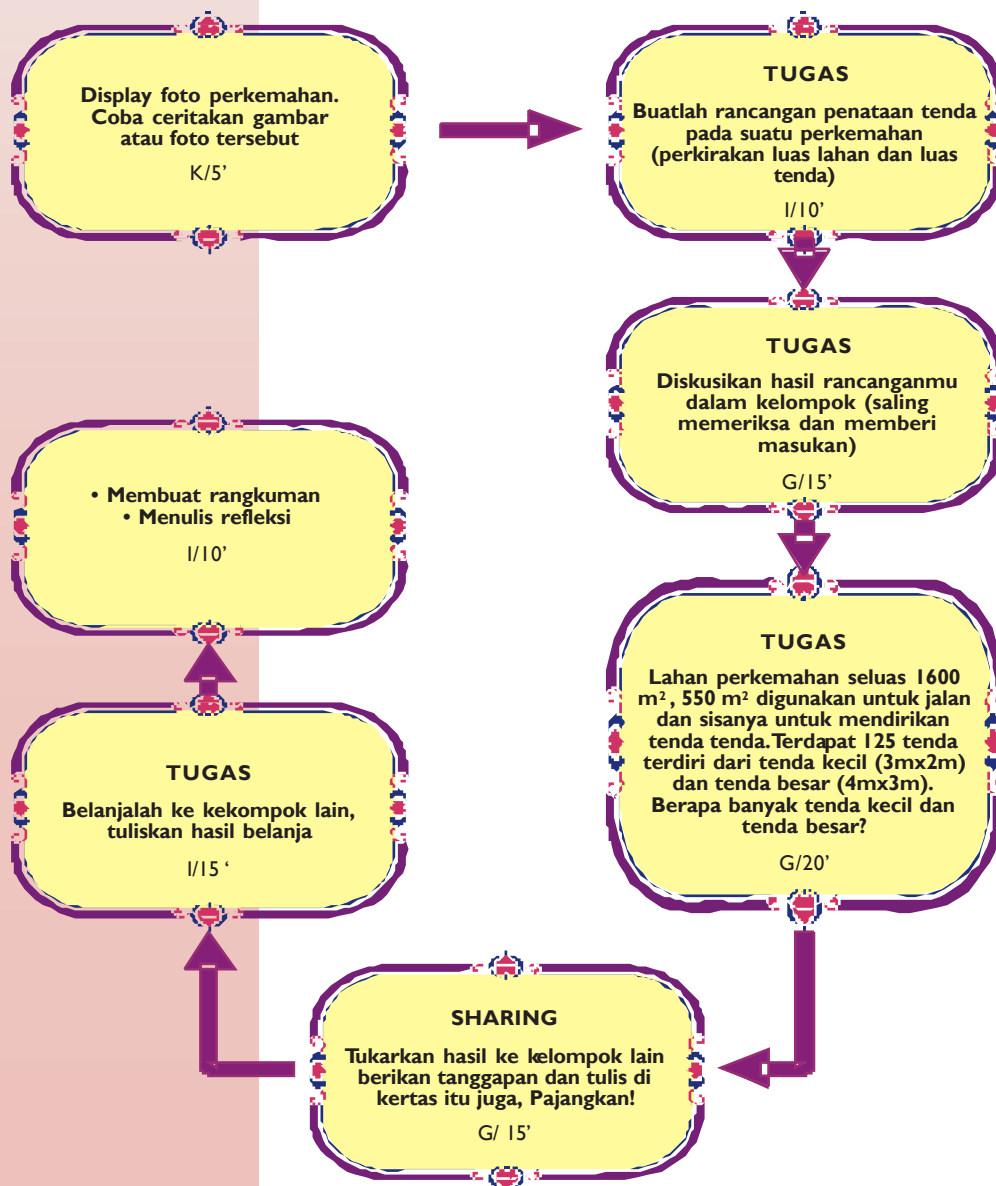 Display foto perkemahan.
Coba ceritakan gambar
atau foto tersebut
K/5’
TUGAS
Buatlah rancangan penataan tenda
pada suatu perkemahan
(perkirakan luas lahan dan luas
tenda)
I/10’
TUGAS
Diskusikan hasil rancanganmu
dalam kelompok (saling
memeriksa dan memberi
masukan)
G/15’
TUGAS
Lahan perkemahan seluas 1600
m², 550 m² digunakan untuk jalan
dan sisanya untuk mendirikan
tenda tenda. Terdapat 125 tenda
terdiri dari tenda kecil (3mx2m)
dan tenda besar (4mx3m).
Berapa banyak tenda kecil dan
tenda besar?
G/20’
SHARING
Tukarkan hasil ke kelompok lain
berikan tanggapan dan tulis di
kertas itu juga, Pajangkan!
G/ 15’
TUGAS
Belanjalah ke kekompok lain,
tuliskan hasil belanja
I/15 ‘
• Membuat rangkuman
• Menulis refleksi
I/10’